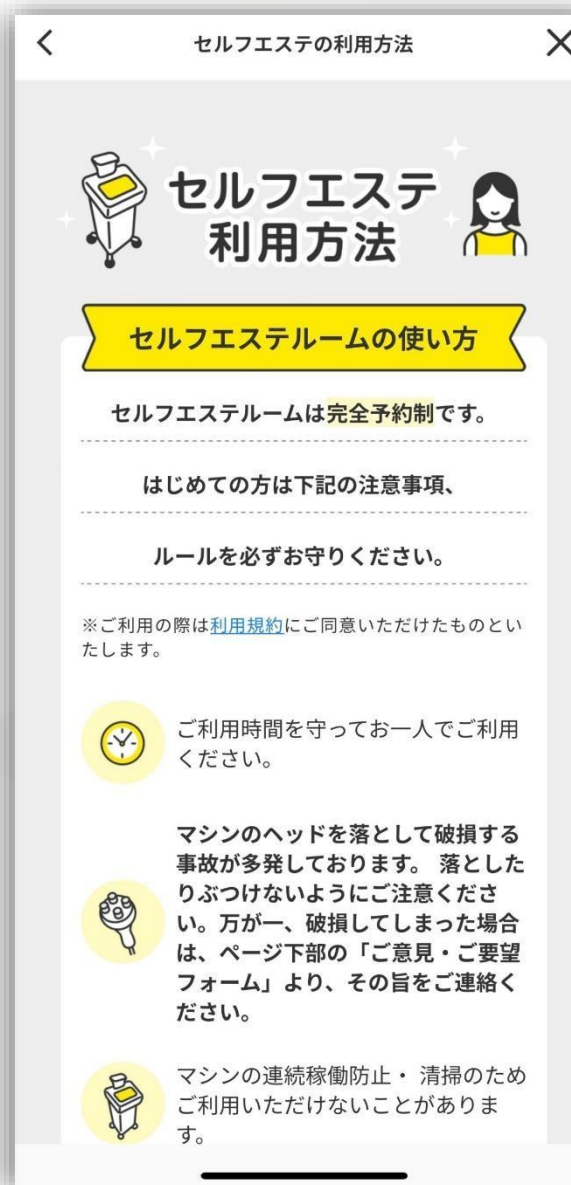 セルフエステの利用方法
セルフエステ
利用方法
セルフエステルームの使い方
セルフエステルームは完全予約制です。
はじめての方は下記の注意事項、
ルールを必ずお守りください。
※ご利用の際は利用規約にご同意いただけたものとい
たします。
ご利用時間を守ってお一人でご利用
ください。
マシンのヘッドを落として破損する
事故が多発しております。 落とした
りぶつけないようにご注意くださ
い。万が一、破損してしまった場合
は、ページ下部の「ご意見・ご要望
フォーム」より、その旨をご連絡く
ださい。
マシンの連続稼働防止・ 清掃のため
ご利用いただけないことがありま
す。